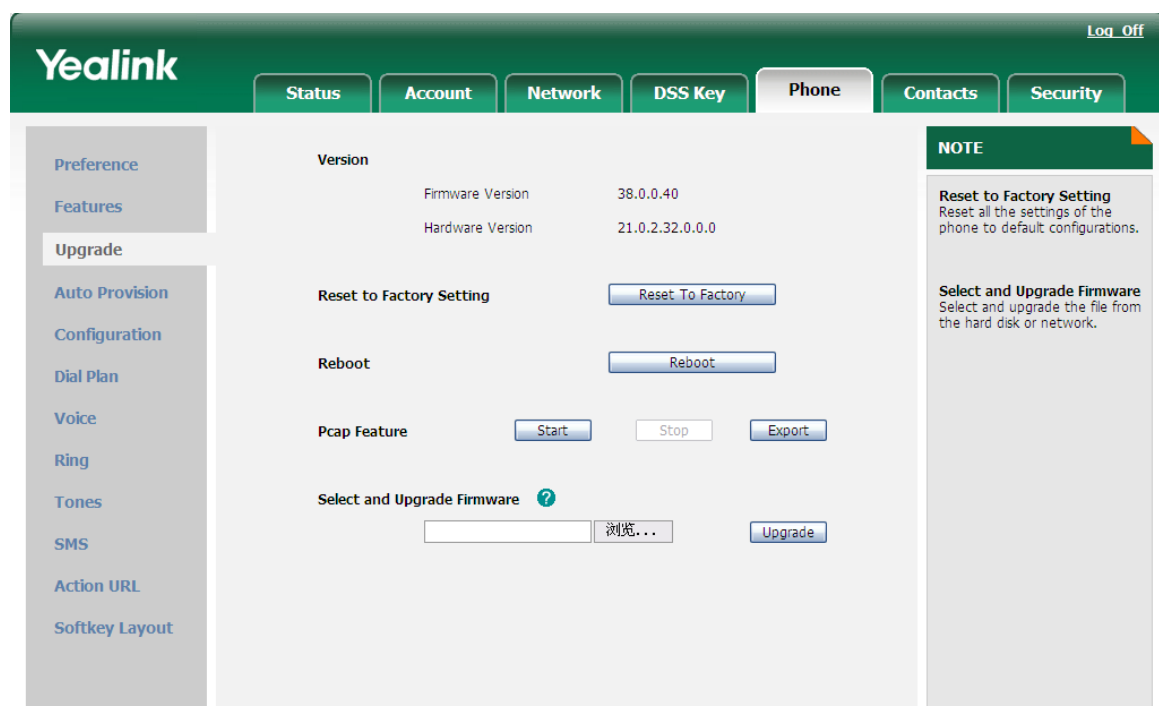 Log Off
Yealink
Status
Account
Network
DSS Key
Phone
Contacts
Security
Preference
Features
Upgrade
Auto Provision
Configuration
Dial Plan
Voice
Ring
Tones
SMS
Action URL
Softkey Layout
Version
Firmware Version 38.0.0.40
Hardware Version 21.0.2.32.0.0.0
Reset to Factory Setting Reset To Factory
Reboot Reboot
Pcap Feature Start Stop Export
Select and Upgrade Firmware ?
浏览... Upgrade
NOTE
Reset to Factory Setting
Reset all the settings of the
phone to default configurations.
Select and Upgrade Firmware
Select and upgrade the file from
the hard disk or network.